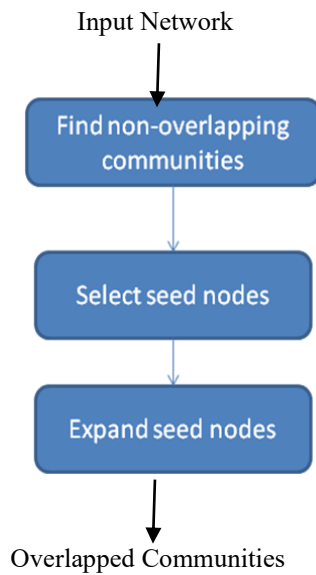 Input Network
Find non-overlapping
communities
Select seed nodes
Expand seed nodes
Overlapped Communities